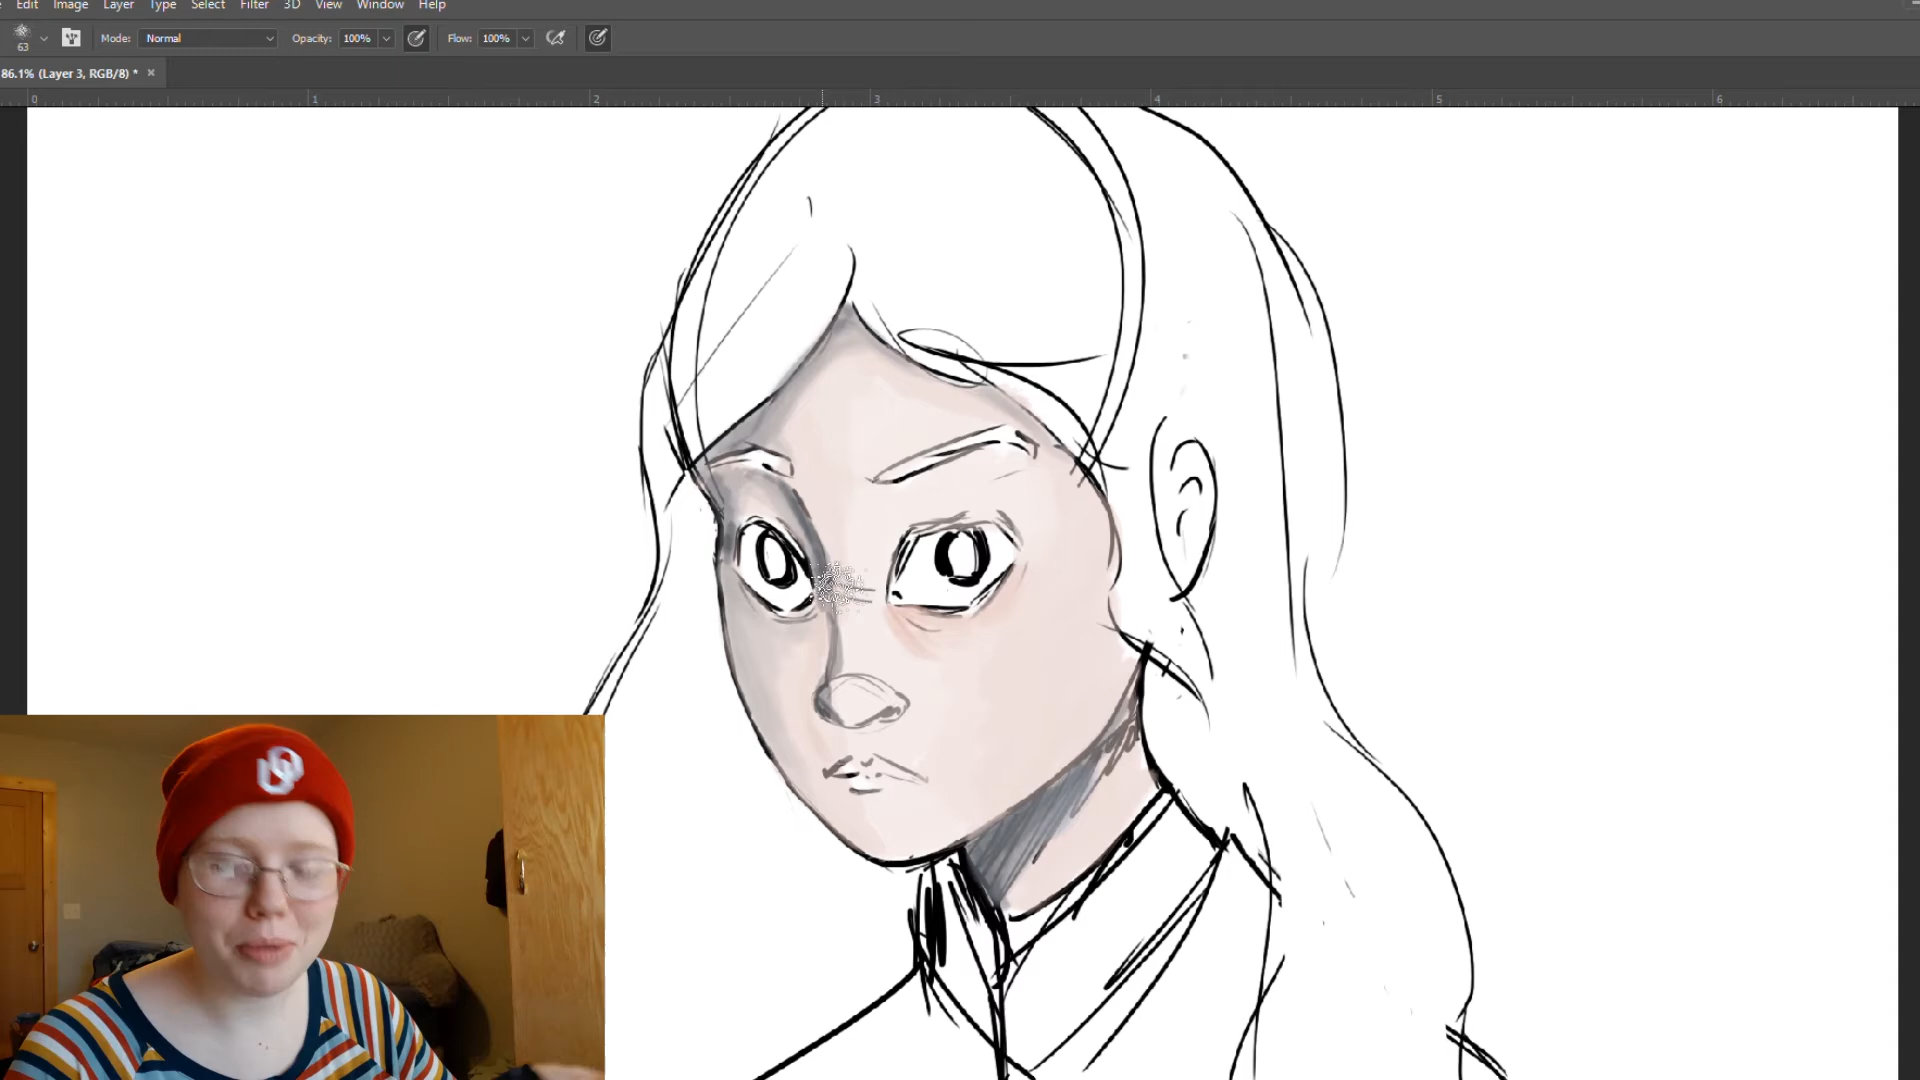 Edit Image Layer Type Select Filter 3D View Window Help
63 Mode: Normal Opacity: 100% Flow: 100%
86.1% (Layer 3, RGB/8) * ×
0 1 2 3 4 5 6
OU